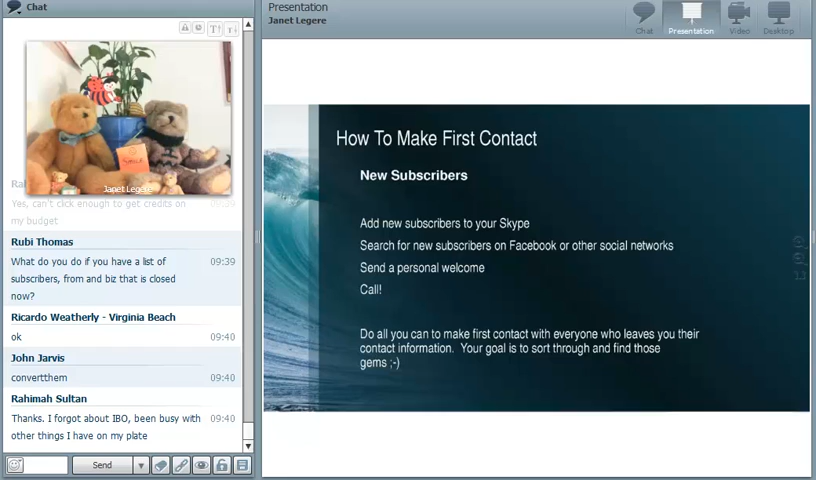 Chat
Janet Legere
Yes, can't click enough to get credits on 09:39
my budget
Rubi Thomas
What do you do if you have a list of 09:39
subscribers, from and biz that is closed
now?
Ricardo Weatherly - Virginia Beach
ok 09:40
John Jarvis
convertthem 09:40
Rahimah Sultan
Thanks. I forgot about IBO, been busy with 09:40
other things I have on my plate
Send
Presentation
Janet Legere
Chat Presentation Video Desktop
How To Make First Contact
New Subscribers
Add new subscribers to your Skype
Search for new subscribers on Facebook or other social networks
Send a personal welcome
Call!
Do all you can to make first contact with everyone who leaves you their
contact information. Your goal is to sort through and find those
gems ;-)